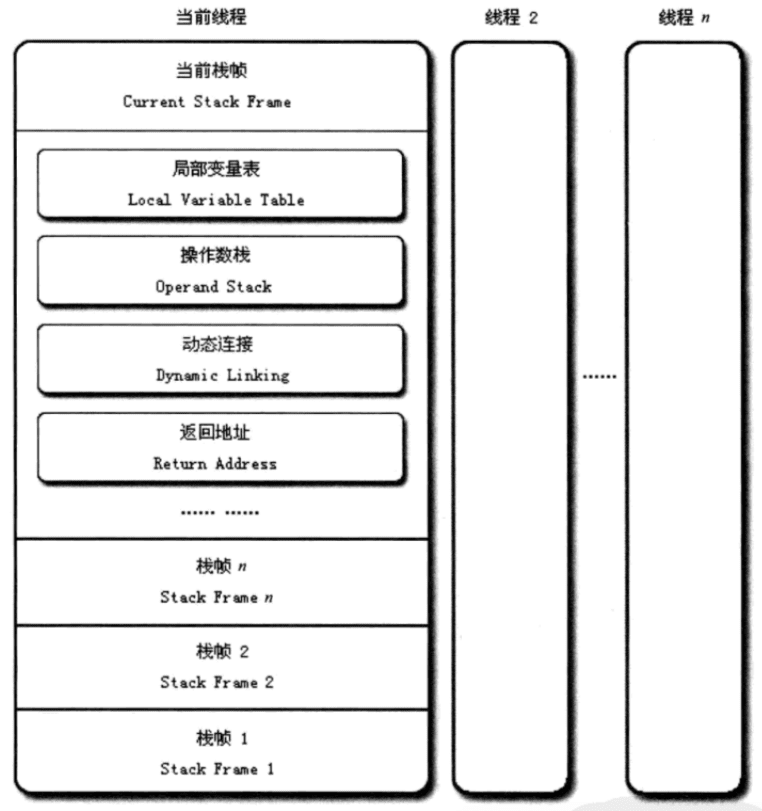 当前线程
线程 2
线程 n
当前栈帧
Current Stack Frame
局部变量表
Local Variable Table
操作数栈
Operand Stack
动态连接
Dynamic Linking
返回地址
Return Address
…… ……
……
栈帧 n
Stack Frame n
栈帧 2
Stack Frame 2
栈帧 1
Stack Frame 1